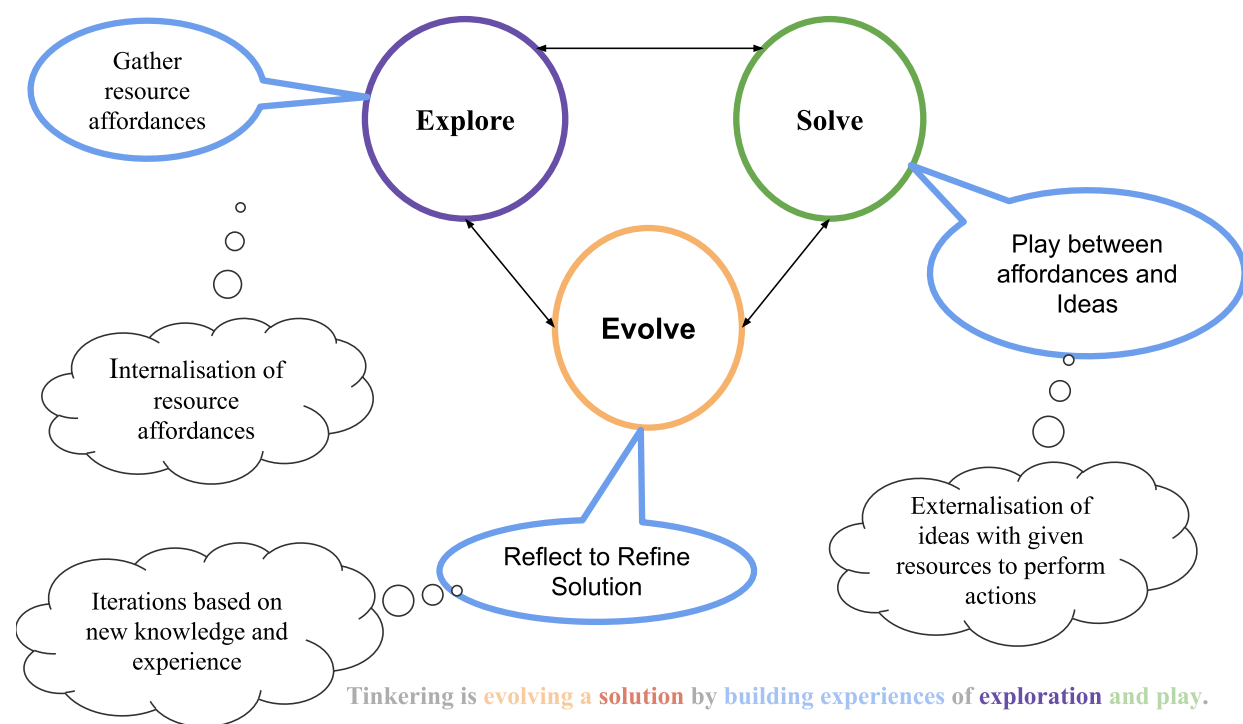 Gather
resource
affordances
Explore
Solve
Play between
affordances and
Ideas
Evolve
Internalisation of
resource
affordances
Externalisation of
ideas with given
resources to perform
actions
Reflect to Refine
Solution
Iterations based on
new knowledge and
experience
Tinkering is evolving a solution by building experiences of exploration and play.